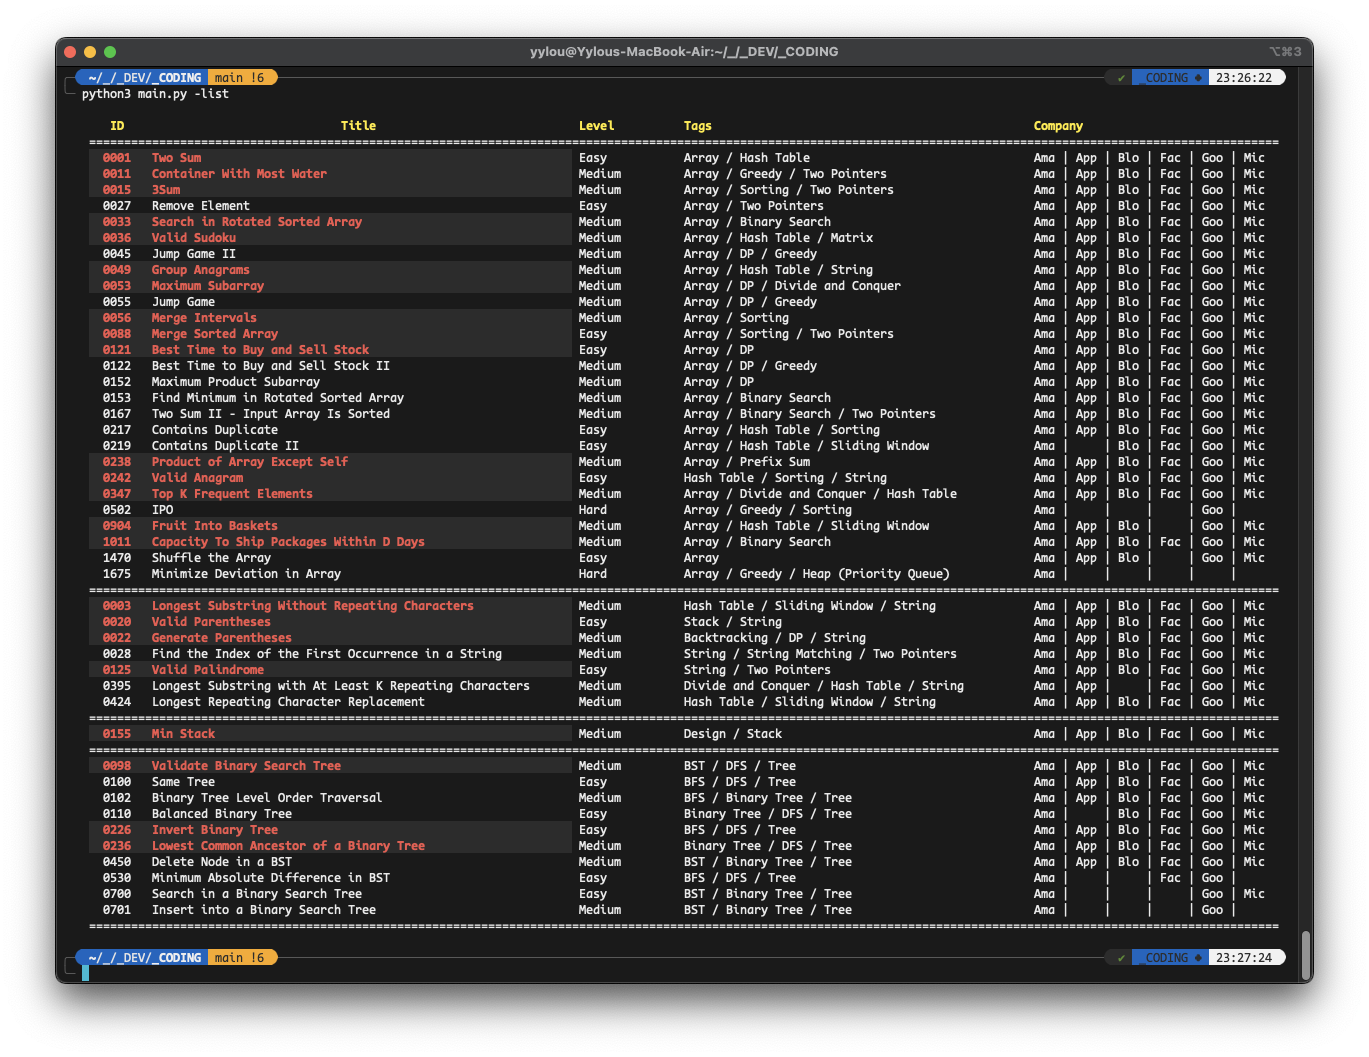 yylou@Yylous-MacBook-Air:~/_/_DEV/_CODING ⌥⌘3
~/_/_DEV/_CODING main !6 ✔ _CODING ◆ 23:26:22
python3 main.py -list
ID Title Level Tags Company
================================================================================
0001 Two Sum Easy Array / Hash Table Ama | App | Blo | Fac | Goo | Mic
0011 Container With Most Water Medium Array / Greedy / Two Pointers Ama | App | Blo | Fac | Goo | Mic
0015 3Sum Medium Array / Sorting / Two Pointers Ama | App | Blo | Fac | Goo | Mic
0027 Remove Element Easy Array / Two Pointers Ama | App | Blo | Fac | Goo | Mic
0033 Search in Rotated Sorted Array Medium Array / Binary Search Ama | App | Blo | Fac | Goo | Mic
0036 Valid Sudoku Medium Array / Hash Table / Matrix Ama | App | Blo | Fac | Goo | Mic
0045 Jump Game II Medium Array / DP / Greedy Ama | App | Blo | Fac | Goo | Mic
0049 Group Anagrams Medium Array / Hash Table / String Ama | App | Blo | Fac | Goo | Mic
0053 Maximum Subarray Medium Array / DP / Divide and Conquer Ama | App | Blo | Fac | Goo | Mic
0055 Jump Game Medium Array / DP / Greedy Ama | App | Blo | Fac | Goo | Mic
0056 Merge Intervals Medium Array / Sorting Ama | App | Blo | Fac | Goo | Mic
0088 Merge Sorted Array Easy Array / Sorting / Two Pointers Ama | App | Blo | Fac | Goo | Mic
0121 Best Time to Buy and Sell Stock Easy Array / DP Ama | App | Blo | Fac | Goo | Mic
0122 Best Time to Buy and Sell Stock II Medium Array / DP / Greedy Ama | App | Blo | Fac | Goo | Mic
0152 Maximum Product Subarray Medium Array / DP Ama | App | Blo | Fac | Goo | Mic
0153 Find Minimum in Rotated Sorted Array Medium Array / Binary Search Ama | App | Blo | Fac | Goo | Mic
0167 Two Sum II - Input Array Is Sorted Medium Array / Binary Search / Two Pointers Ama | App | Blo | Fac | Goo | Mic
0217 Contains Duplicate Easy Array / Hash Table / Sorting Ama | App | Blo | Fac | Goo | Mic
0219 Contains Duplicate II Easy Array / Hash Table / Sliding Window Ama | | Blo | Fac | Goo | Mic
0238 Product of Array Except Self Medium Array / Prefix Sum Ama | App | Blo | Fac | Goo | Mic
0242 Valid Anagram Easy Hash Table / Sorting / String Ama | App | Blo | Fac | Goo | Mic
0347 Top K Frequent Elements Medium Array / Divide and Conquer / Hash Table Ama | App | Blo | Fac | Goo | Mic
0502 IPO Hard Array / Greedy / Sorting Ama | | | | Goo |
0904 Fruit Into Baskets Medium Array / Hash Table / Sliding Window Ama | App | Blo | | Goo | Mic
1011 Capacity To Ship Packages Within D Days Medium Array / Binary Search Ama | App | Blo | Fac | Goo | Mic
1470 Shuffle the Array Easy Array Ama | App | Blo | | Goo | Mic
1675 Minimize Deviation in Array Hard Array / Greedy / Heap (Priority Queue) Ama | | | | |
================================================================================
0003 Longest Substring Without Repeating Characters Medium Hash Table / Sliding Window / String Ama | App | Blo | Fac | Goo | Mic
0020 Valid Parentheses Easy Stack / String Ama | App | Blo | Fac | Goo | Mic
0022 Generate Parentheses Medium Backtracking / DP / String Ama | App | Blo | Fac | Goo | Mic
0028 Find the Index of the First Occurrence in a String Medium String / String Matching / Two Pointers Ama | App | Blo | Fac | Goo | Mic
0125 Valid Palindrome Easy String / Two Pointers Ama | App | Blo | Fac | Goo | Mic
0395 Longest Substring with At Least K Repeating Characters Medium Divide and Conquer / Hash Table / String Ama | App | | Fac | Goo | Mic
0424 Longest Repeating Character Replacement Medium Hash Table / Sliding Window / String Ama | App | Blo | Fac | Goo | Mic
================================================================================
0155 Min Stack Medium Design / Stack Ama | App | Blo | Fac | Goo | Mic
================================================================================
0098 Validate Binary Search Tree Medium BST / DFS / Tree Ama | App | Blo | Fac | Goo | Mic
0100 Same Tree Easy BFS / DFS / Tree Ama | App | Blo | Fac | Goo | Mic
0102 Binary Tree Level Order Traversal Medium BFS / Binary Tree / Tree Ama | App | Blo | Fac | Goo | Mic
0110 Balanced Binary Tree Easy Binary Tree / DFS / Tree Ama | | Blo | Fac | Goo | Mic
0226 Invert Binary Tree Easy BFS / DFS / Tree Ama | App | Blo | Fac | Goo | Mic
0236 Lowest Common Ancestor of a Binary Tree Medium Binary Tree / DFS / Tree Ama | App | Blo | Fac | Goo | Mic
0450 Delete Node in a BST Medium BST / Binary Tree / Tree Ama | App | Blo | Fac | Goo | Mic
0530 Minimum Absolute Difference in BST Easy BFS / DFS / Tree Ama | | | Fac | Goo |
0700 Search in a Binary Search Tree Easy BST / Binary Tree / Tree Ama | | | | Goo | Mic
0701 Insert into a Binary Search Tree Medium BST / Binary Tree / Tree Ama | | | | Goo |
================================================================================
~/_/_DEV/_CODING main !6 ✔ _CODING ◆ 23:27:24